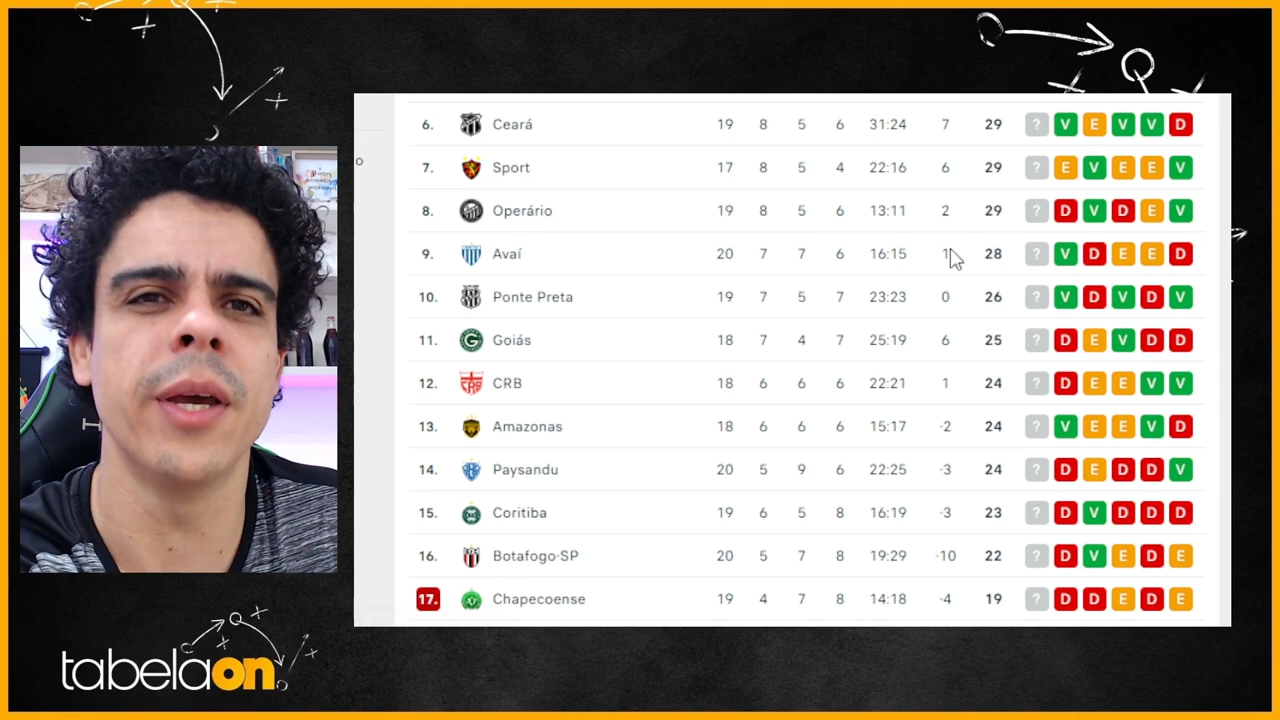 6. Ceará 19 8 5 6 31:24 7 29 ? V E V V D
7. Sport 17 8 5 4 22:16 6 29 ? E V E E V
8. Operário 19 8 5 6 13:11 2 29 ? D V D E V
9. Avaí 20 7 7 6 16:15 1 28 ? V D E E D
10. Ponte Preta 19 7 5 7 23:23 0 26 ? V D V D V
11. Goiás 18 7 4 7 25:19 6 25 ? D E V D D
12. CRB 18 6 6 6 22:21 1 24 ? D E E V V
13. Amazonas 18 6 6 6 15:17 -2 24 ? V E E V D
14. Paysandu 20 5 9 6 22:25 -3 24 ? D E D D V
15. Coritiba 19 6 5 8 16:19 -3 23 ? D V D D D
16. Botafogo-SP 20 5 7 8 19:29 -10 22 ? D V E D E
17. Chapecoense 19 4 7 8 14:18 -4 19 ? D D E D E
tabelaon